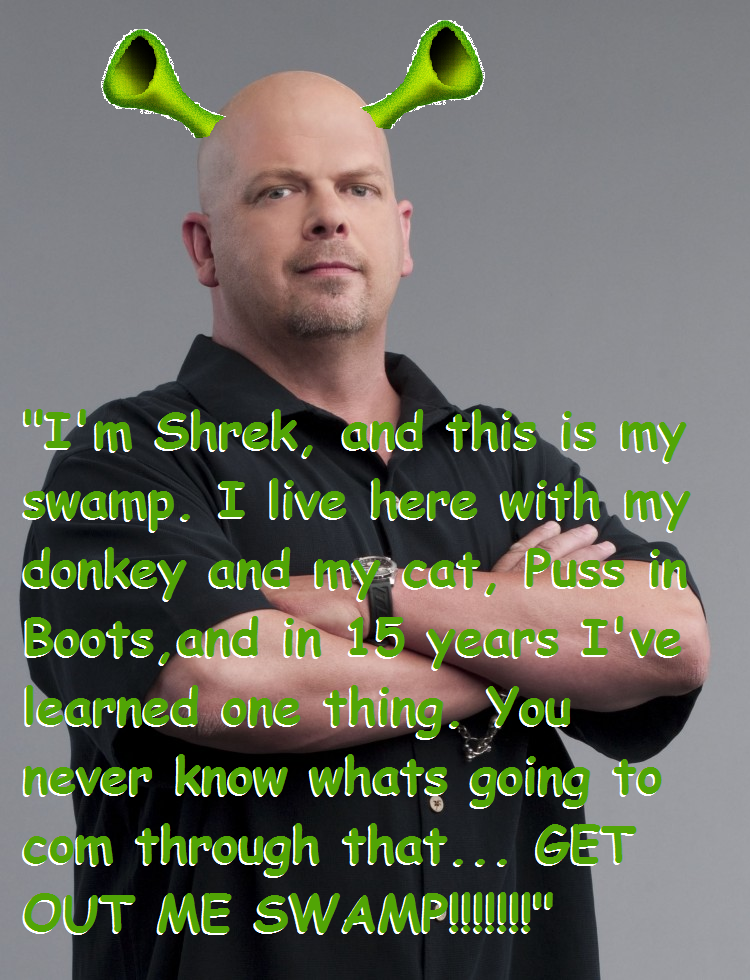 "I'm Shrek, and this is my
swamp. I live here with my
donkey and my cat, Puss in
Boots,and in 15 years I've
learned one thing. You
never know whats going to
com through that... GET
OUT ME SWAMP!!!!!!!"